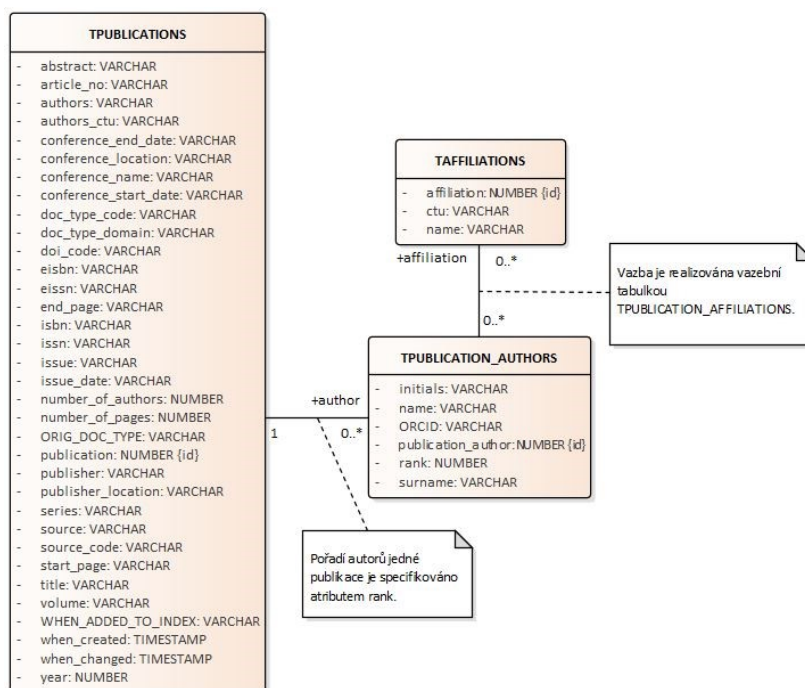 TPUBLICATIONS
- abstract: VARCHAR
- article_no: VARCHAR
- authors: VARCHAR
- authors_ctu: VARCHAR
- conference_end_date: VARCHAR
- conference_location: VARCHAR
- conference_name: VARCHAR
- conference_start_date: VARCHAR
- doc_type_code: VARCHAR
- doc_type_domain: VARCHAR
- doi_code: VARCHAR
- eisbn: VARCHAR
- eissn: VARCHAR
- end_page: VARCHAR
- isbn: VARCHAR
- issn: VARCHAR
- issue: VARCHAR
- issue_date: VARCHAR
- number_of_authors: NUMBER
- number_of_pages: NUMBER
- ORIG_DOC_TYPE: VARCHAR
- publication: NUMBER {id}
- publisher: VARCHAR
- publisher_location: VARCHAR
- series: VARCHAR
- source: VARCHAR
- source_code: VARCHAR
- start_page: VARCHAR
- title: VARCHAR
- volume: VARCHAR
- WHEN_ADDED_TO_INDEX: VARCHAR
- when_created: TIMESTAMP
- when_changed: TIMESTAMP
- year: NUMBER
TAFFILIATIONS
- affiliation: NUMBER {id}
- ctu: VARCHAR
- name: VARCHAR
+affiliation
0..*
0..*
Vazba je realizována vazební
tabulkou
TPUBLICATION_AFFILIATIONS.
TPUBLICATION_AUTHORS
- initials: VARCHAR
- name: VARCHAR
- ORCID: VARCHAR
- publication_author: NUMBER {id}
- rank: NUMBER
- surname: VARCHAR
+author
1
0..*
Pořadí autorů jedné
publikace je specifikováno
atributem rank.